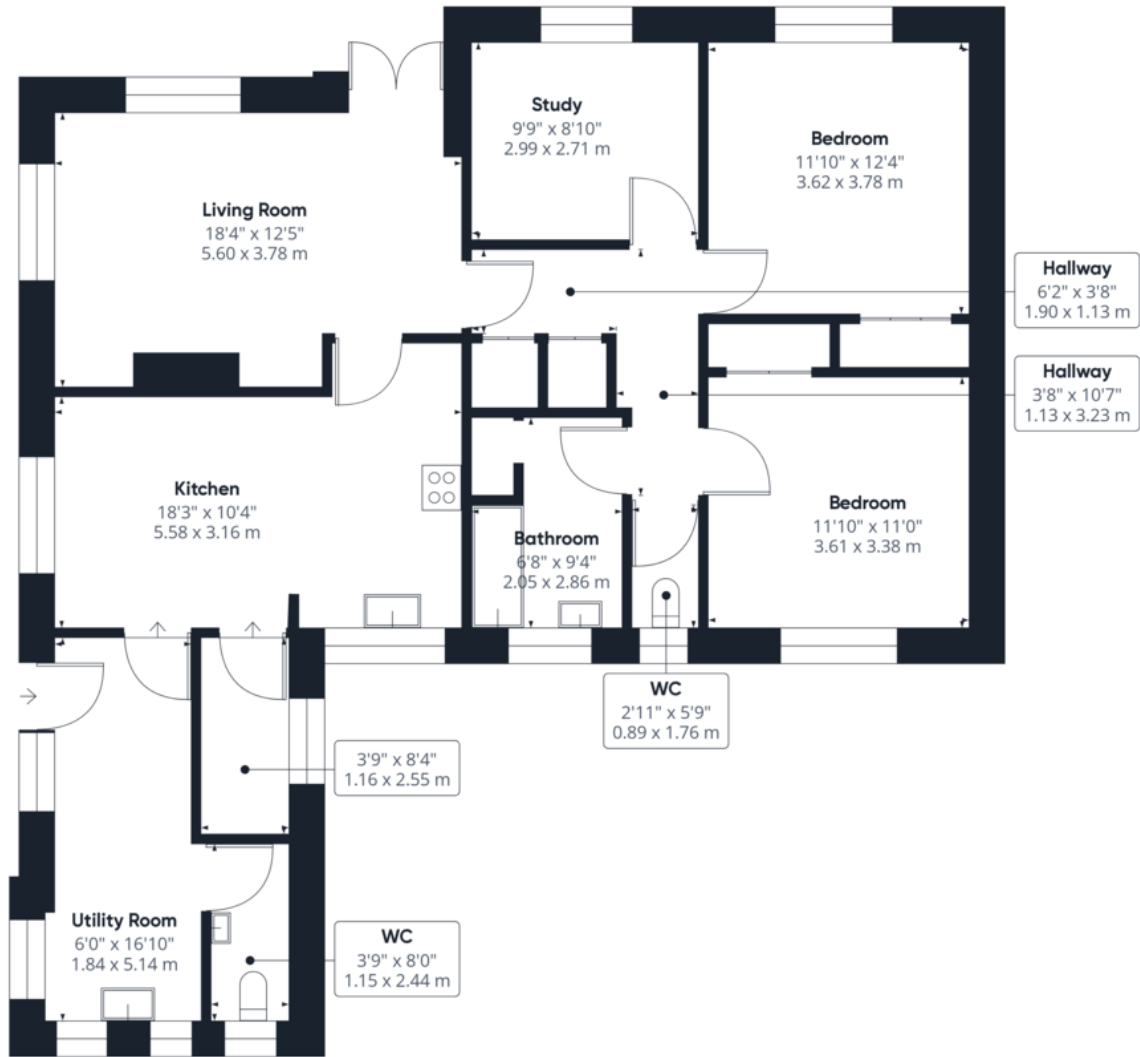 Study
9'9" x 8'10"
2.99 x 2.71 m
Bedroom
11'10" x 12'4"
3.62 x 3.78 m
Living Room
18'4" x 12'5"
5.60 x 3.78 m
Hallway
6'2" x 3'8"
1.90 x 1.13 m
Hallway
3'8" x 10'7"
1.13 x 3.23 m
Kitchen
18'3" x 10'4"
5.58 x 3.16 m
Bathroom
6'8" x 9'4"
2.05 x 2.86 m
Bedroom
11'10" x 11'0"
3.61 x 3.38 m
WC
2'11" x 5'9"
0.89 x 1.76 m
3'9" x 8'4"
1.16 x 2.55 m
Utility Room
6'0" x 16'10"
1.84 x 5.14 m
WC
3'9" x 8'0"
1.15 x 2.44 m